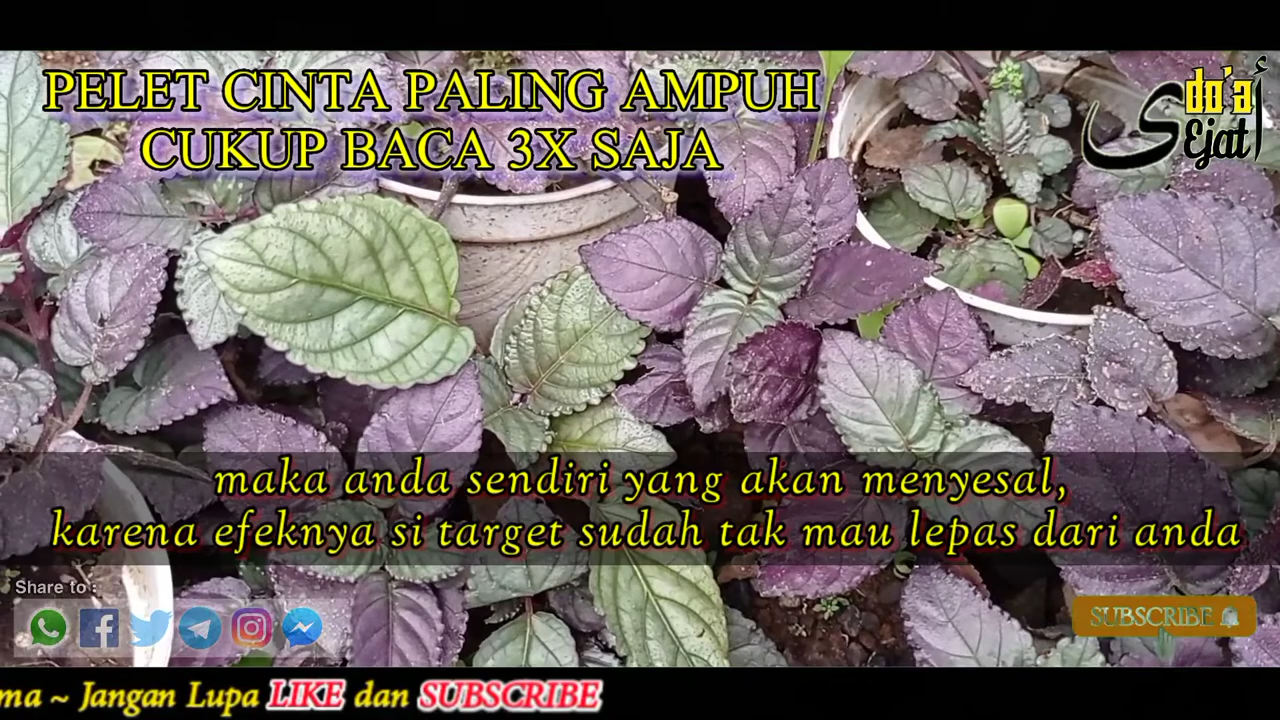 PELET CINTA PALING AMPUH
CUKUP BACA 3X SAJA
do'a
Ejati
maka anda sendiri yang akan menyesal,
karena efeknya si target sudah tak mau lepas dari anda
Share to :
SUBSCRIBE
ma ~ Jangan Lupa LIKE dan SUBSCRIBE